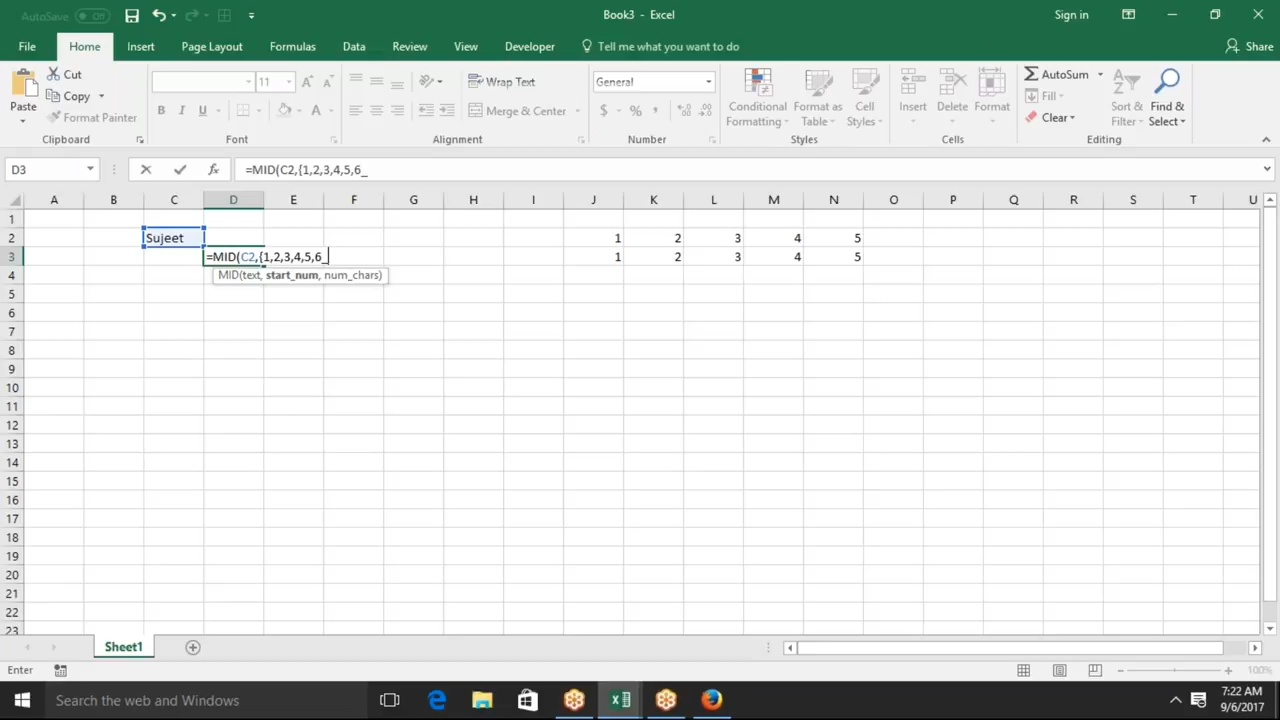 AutoSave Off
Book3 - Excel
Sign in
File Home Insert Page Layout Formulas Data Review View Developer Tell me what you want to do Share
Paste
Cut
Copy
Format Painter
Clipboard
11
B I U A
Font
Wrap Text
Merge & Center
Alignment
General
$ % ,
Number
Conditional Formatting
Format as Table
Cell Styles
Styles
Insert
Delete
Format
Cells
AutoSum
Fill
Clear
Sort & Filter
Find & Select
Editing
D3 fx =MID(C2,{1,2,3,4,5,6_
A B C D E F G H I J K L M N O P Q R S T U
1
2 Sujeet 1 2 3 4 5
3 =MID(C2,{1,2,3,4,5,6_ 1 2 3 4 5
4 MID(text, start_num, num_chars)
5
6
7
8
9
10
11
12
13
14
15
16
17
18
19
20
21
22
23
Sheet1
Enter
100%
Search the web and Windows
7:22 AM
9/6/2017